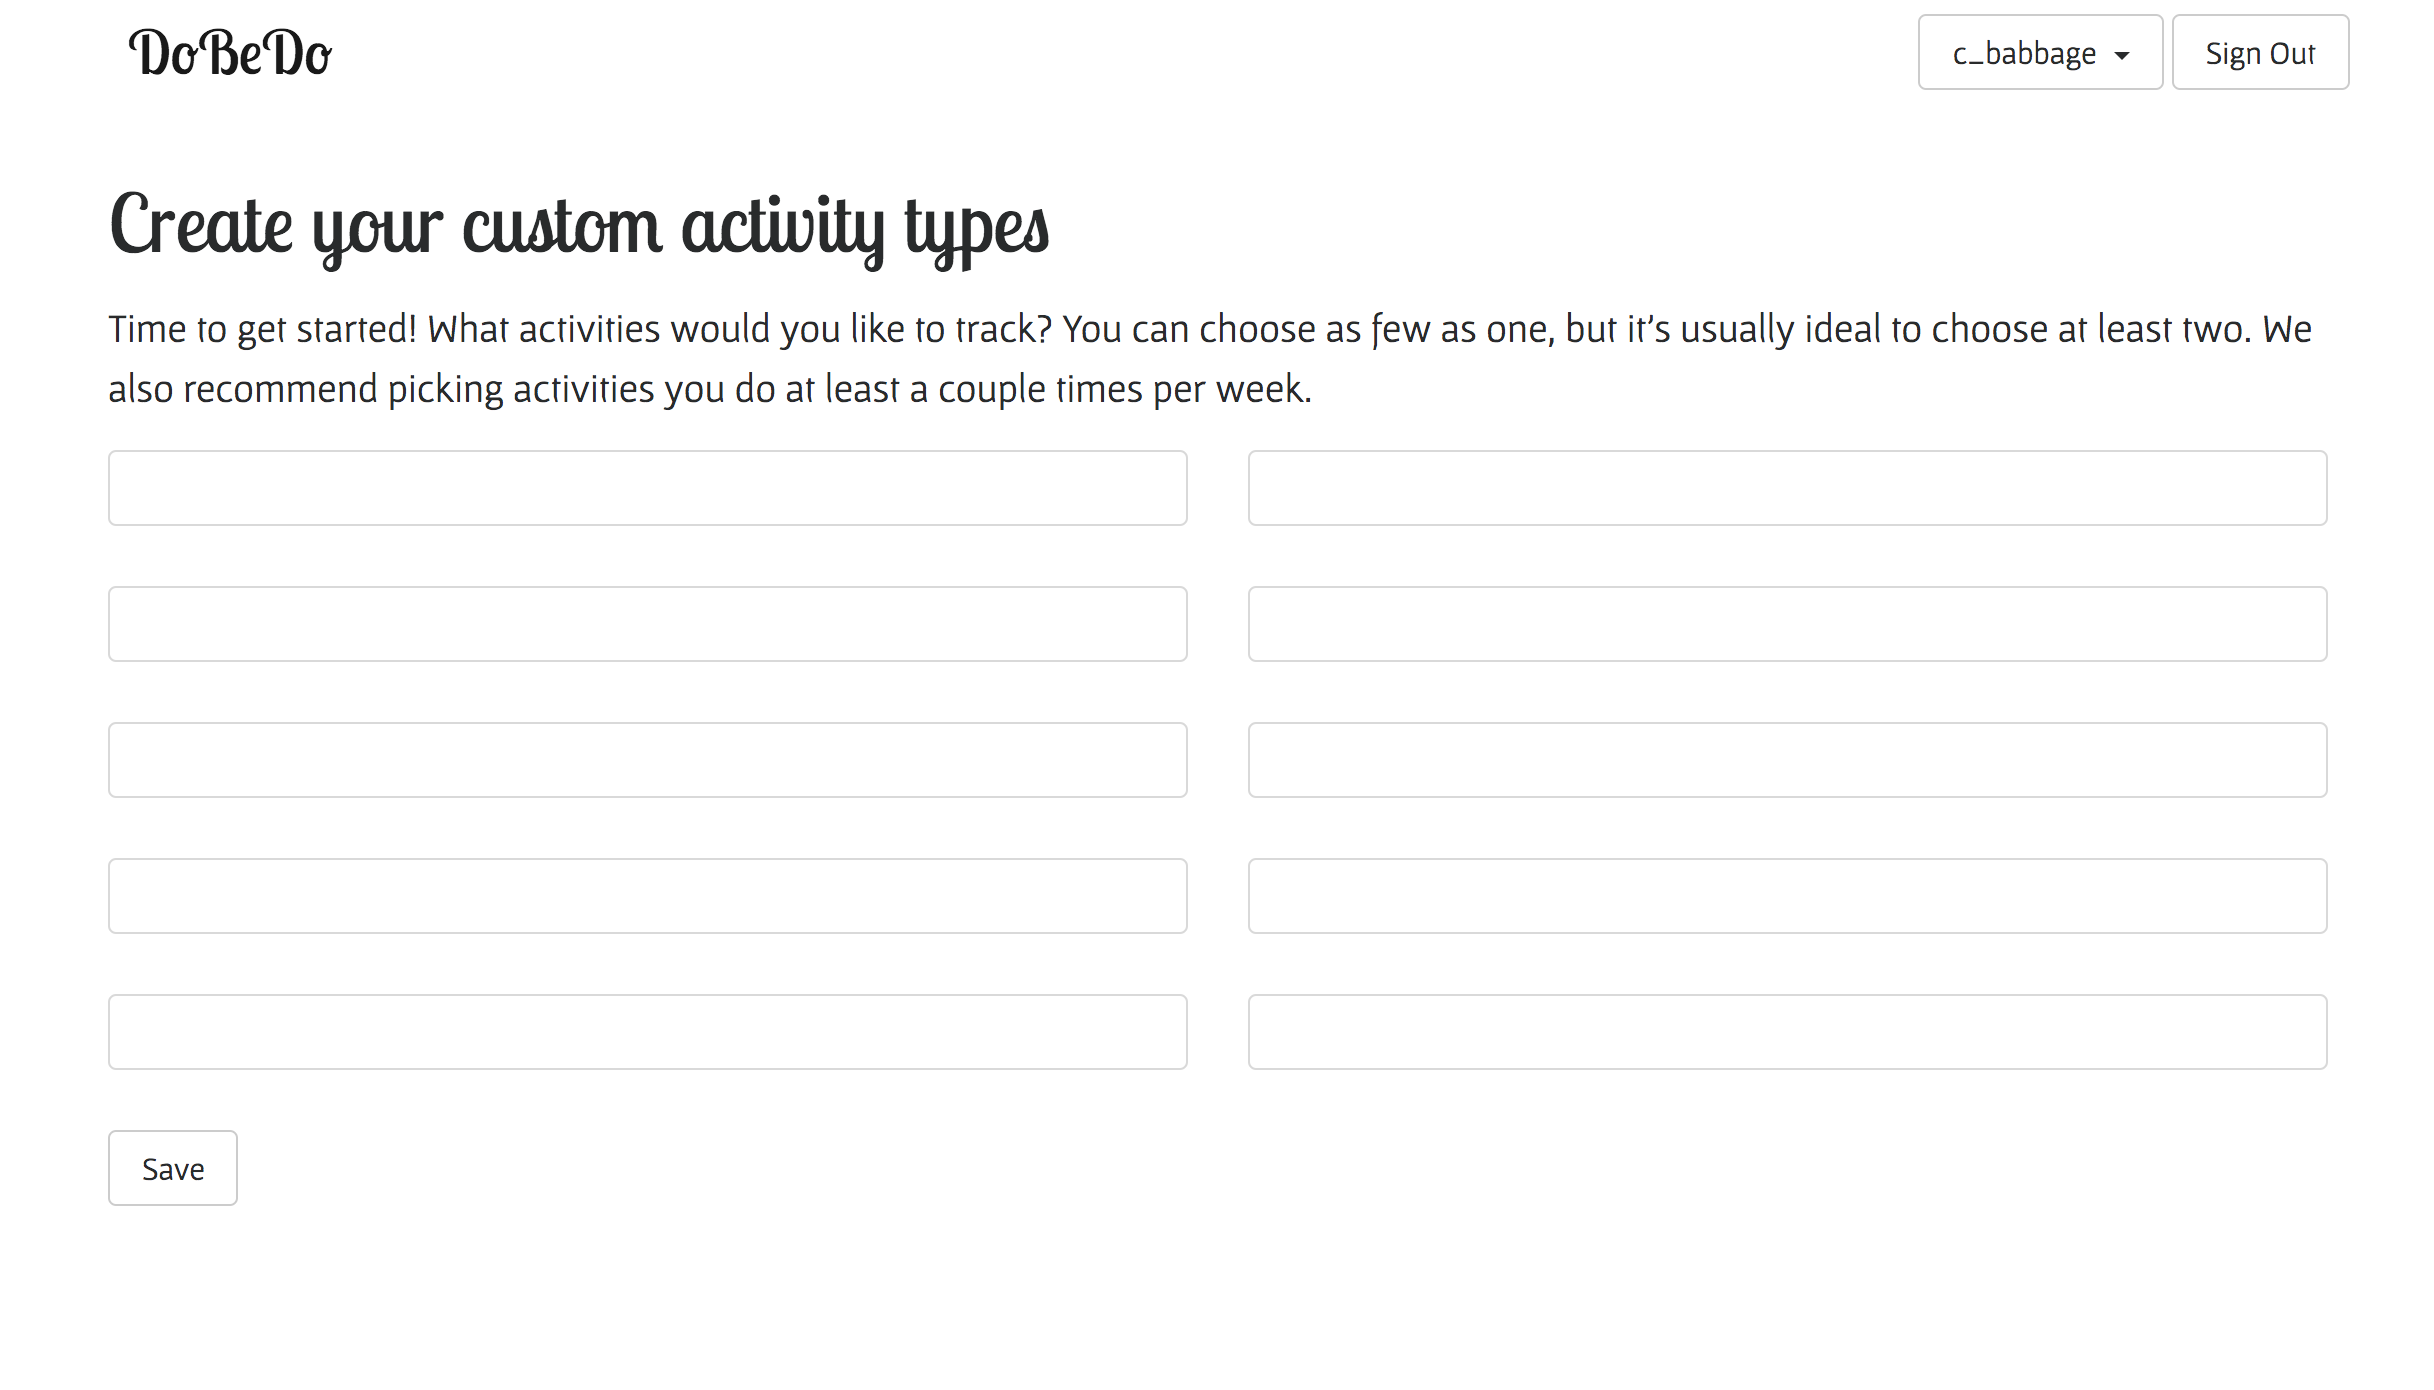 DoBeDo
c_babbage
Sign Out
Create your custom activity types
Time to get started! What activities would you like to track? You can choose as few as one, but it’s usually ideal to choose at least two. We
also recommend picking activities you do at least a couple times per week.
Save